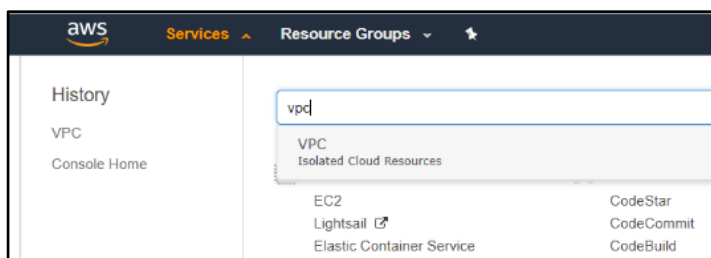 aws Services Resource Groups
History
VPC
Console Home
vpc
VPC
Isolated Cloud Resources
EC2 CodeStar
Lightsail CodeCommit
Elastic Container Service CodeBuild